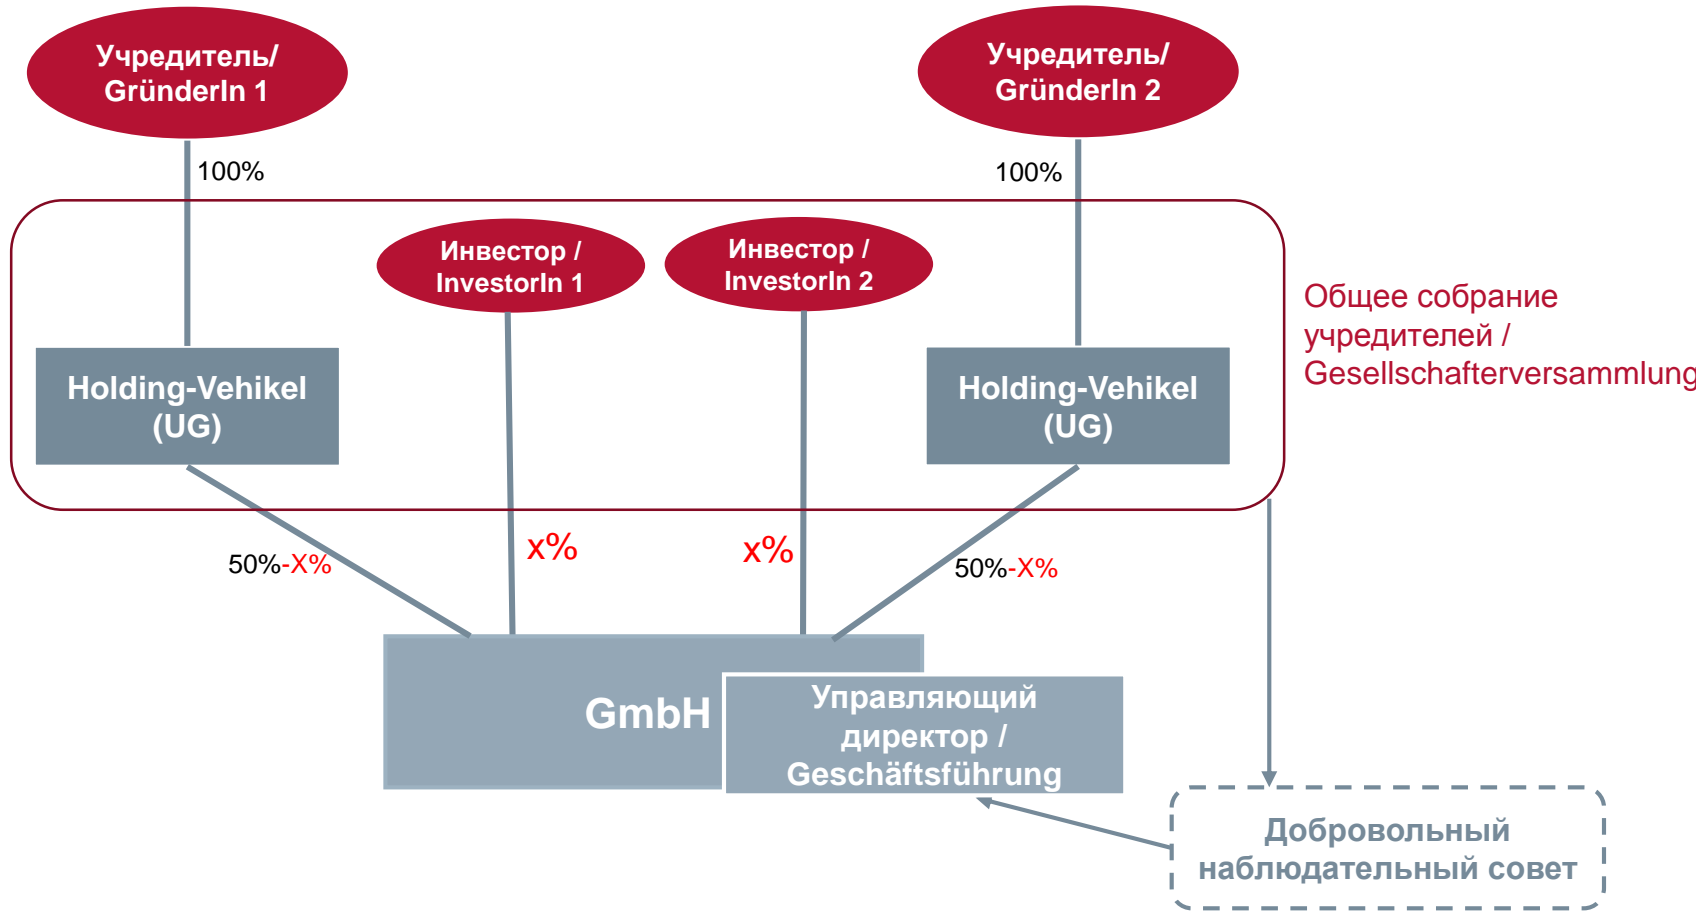 Учредитель/
GründerIn 1
Учредитель/
GründerIn 2
100%
100%
Инвестор /
InvestorIn 1
Инвестор /
InvestorIn 2
Holding-Vehikel
(UG)
Holding-Vehikel
(UG)
Общее собрание
учредителей /
Gesellschafterversammlung
50%-X%
x%
x%
50%-X%
GmbH
Управляющий
директор /
Geschäftsführung
Добровольный
наблюдательный совет